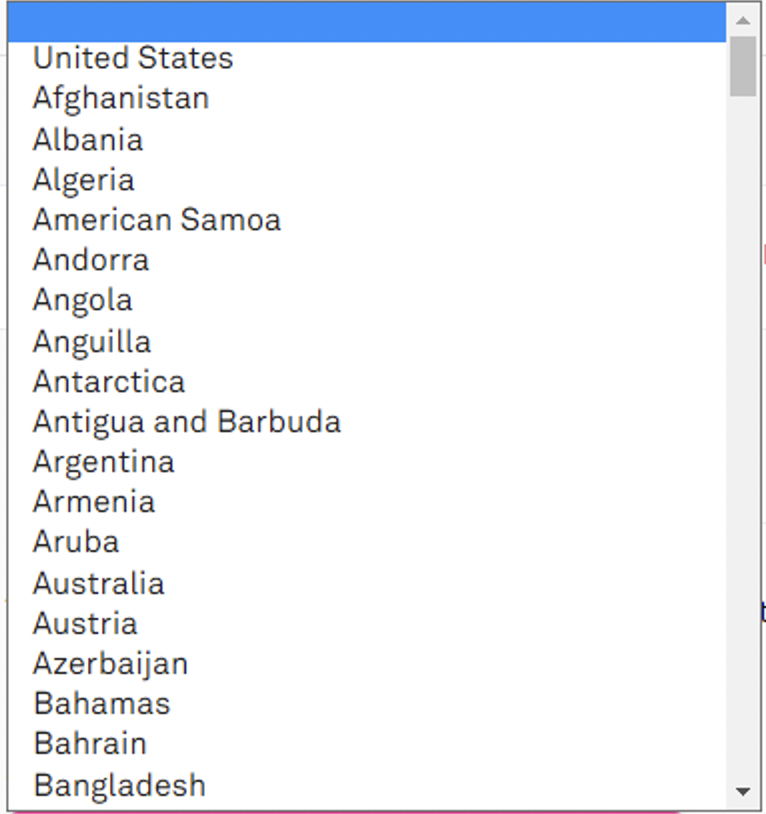 United States
Afghanistan
Albania
Algeria
American Samoa
Andorra
Angola
Anguilla
Antarctica
Antigua and Barbuda
Argentina
Armenia
Aruba
Australia
Austria
Azerbaijan
Bahamas
Bahrain
Bangladesh